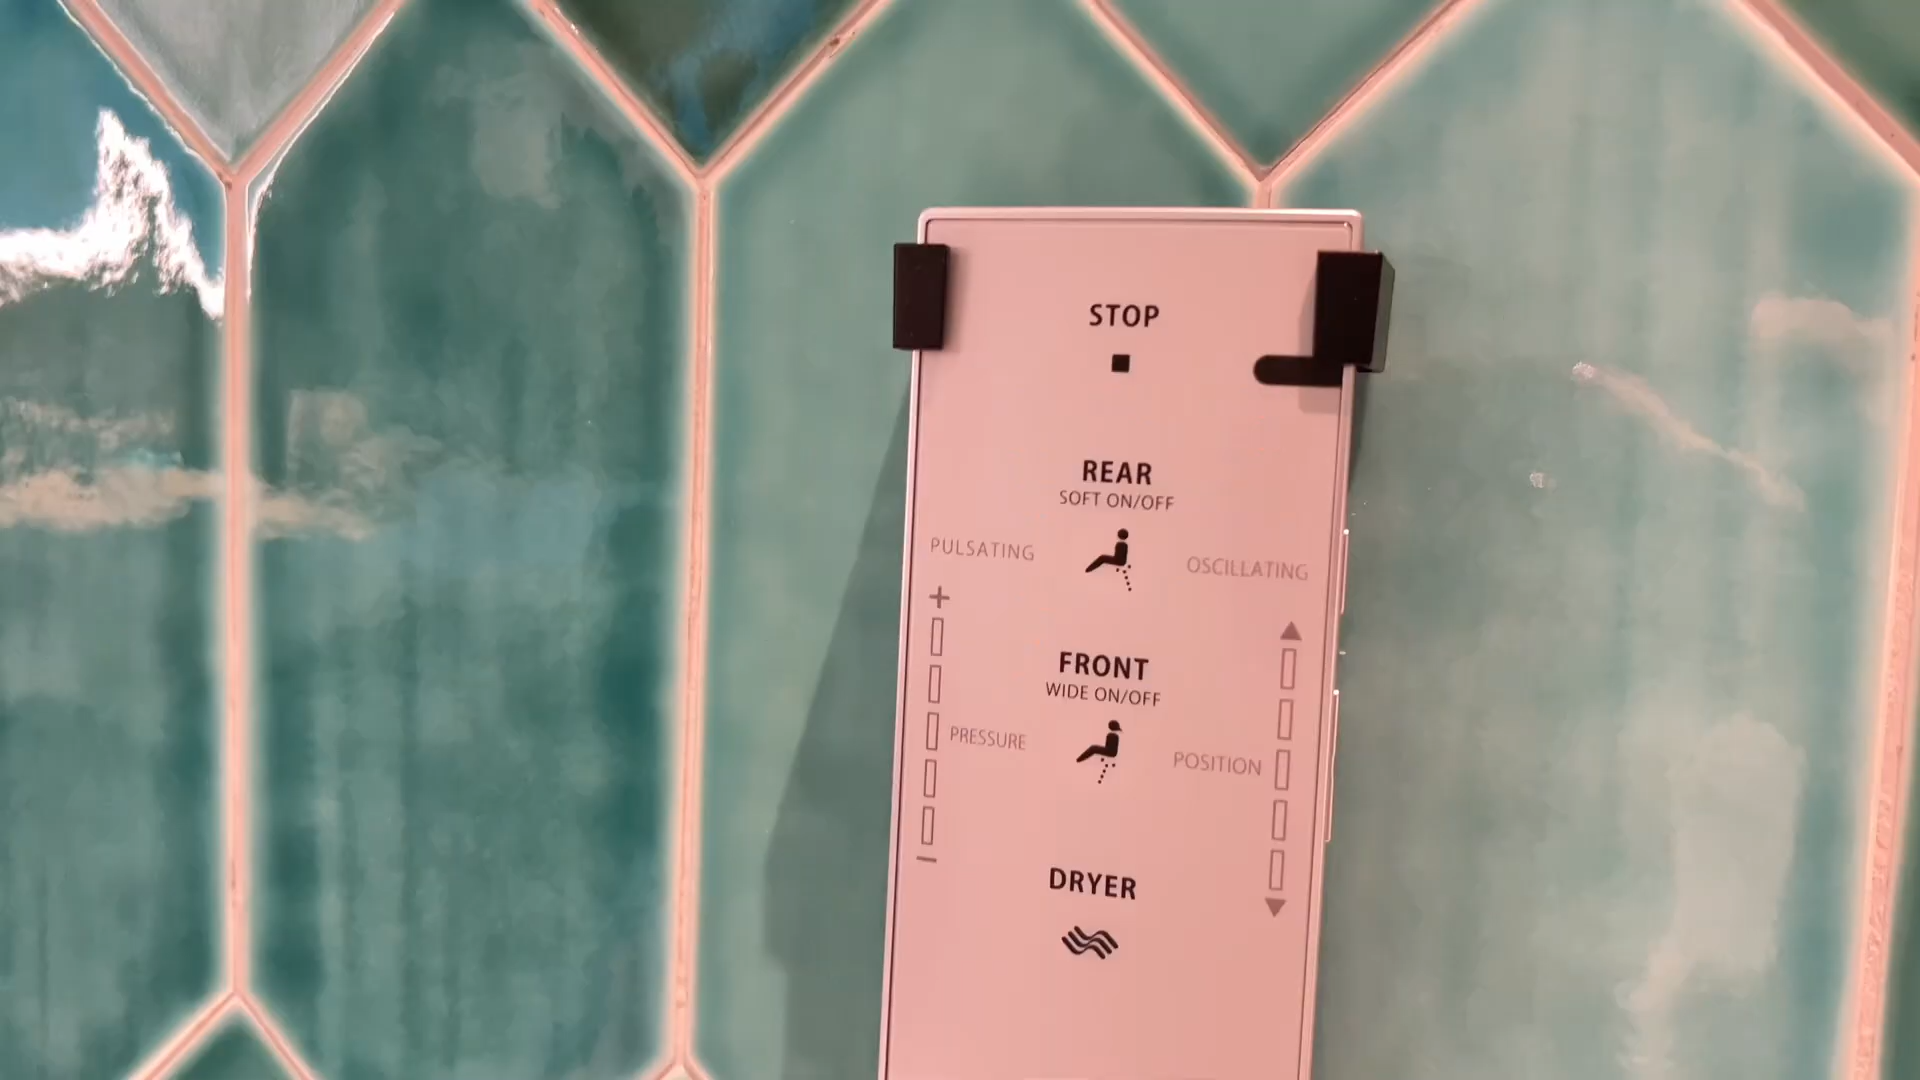 STOP
REAR
SOFT ON/OFF
PULSATING
OSCILLATING
+
FRONT
WIDE ON/OFF
PRESSURE
POSITION
−
DRYER